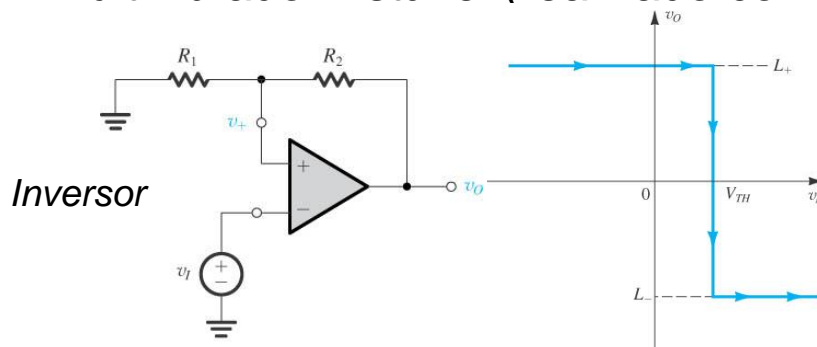 R1 R2
v+
+
−
vO
Inversor
vI
+
−
vO
L+
0
VTH
L−